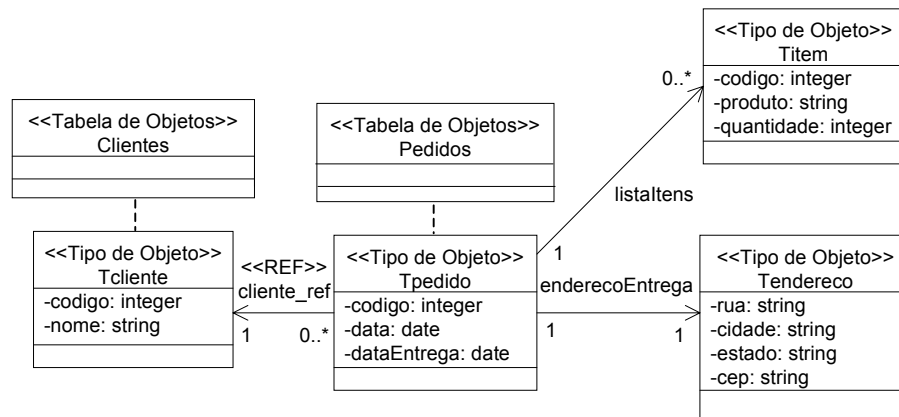 <<Tipo de Objeto>>
Titem
-codigo: integer
-produto: string
-quantidade: integer
0..*
<<Tabela de Objetos>>
Clientes
<<Tabela de Objetos>>
Pedidos
listaItens
1
<<Tipo de Objeto>>
Tcliente
-codigo: integer
-nome: string
<<REF>>
cliente_ref
1
0..*
<<Tipo de Objeto>>
Tpedido
-codigo: integer
-data: date
-dataEntrega: date
enderecoEntrega
1
1
<<Tipo de Objeto>>
Tendereco
-rua: string
-cidade: string
-estado: string
-cep: string